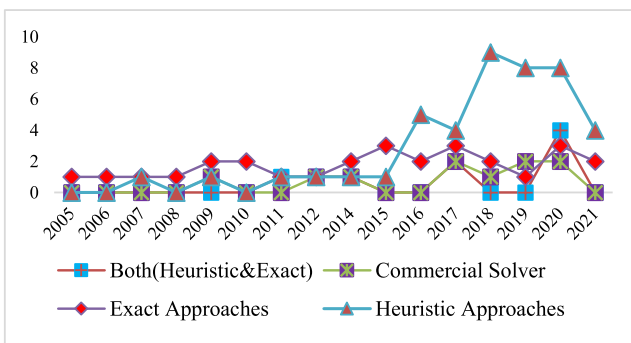 10
8
6
4
2
0
2005 2006 2007 2008 2009 2010 2011 2012 2014 2015 2016 2017 2018 2019 2020 2021
Both(Heuristic&Exact) Commercial Solver
Exact Approaches Heuristic Approaches